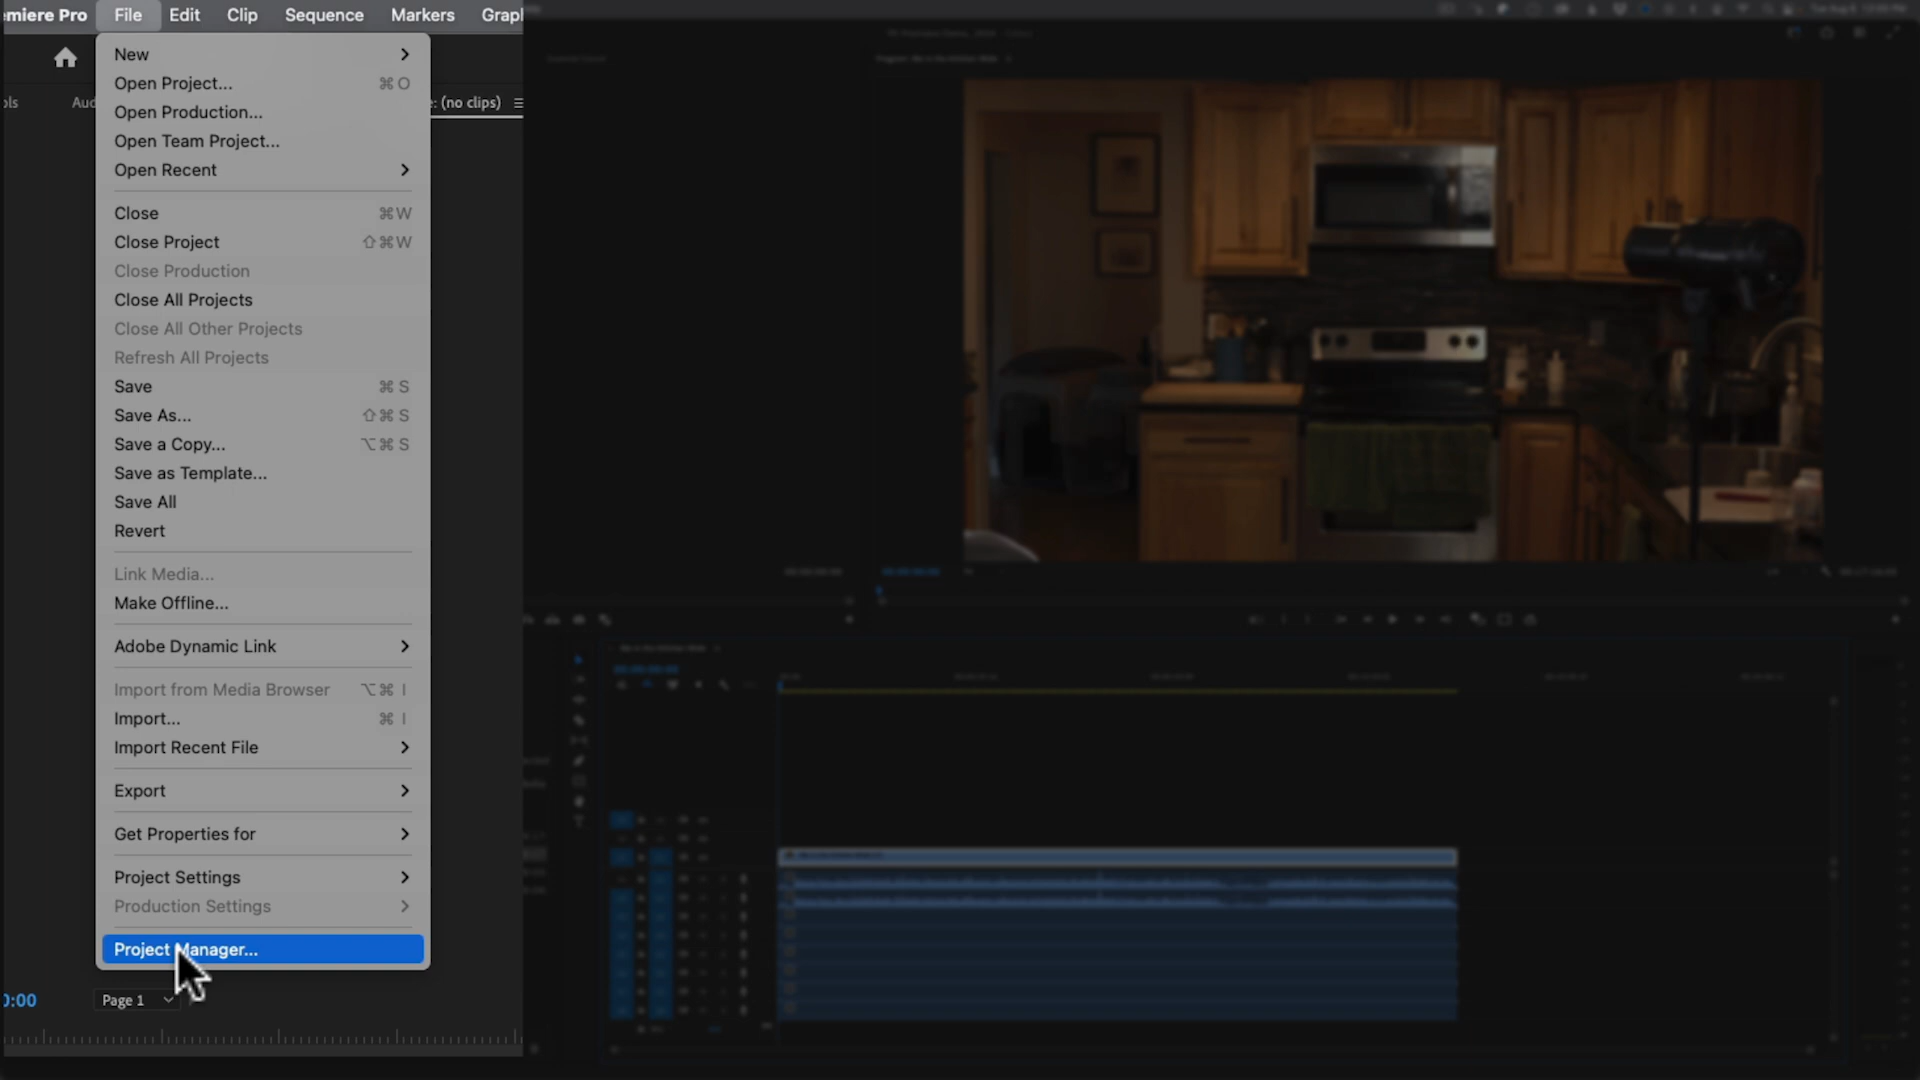 miere Pro File Edit Clip Sequence Markers Grap
ols Aud : (no clips)
New
Open Project... ⌘ O
Open Production...
Open Team Project...
Open Recent
Close ⌘ W
Close Project ⇧ ⌘ W
Close Production
Close All Projects
Close All Other Projects
Refresh All Projects
Save ⌘ S
Save As... ⇧ ⌘ S
Save a Copy... ⌥ ⌘ S
Save as Template...
Save All
Revert
Link Media...
Make Offline...
Adobe Dynamic Link
Import from Media Browser ⌥ ⌘ I
Import... ⌘ I
Import Recent File
Export
Get Properties for
Project Settings
Production Settings
Project Manager...
0:00 Page 1